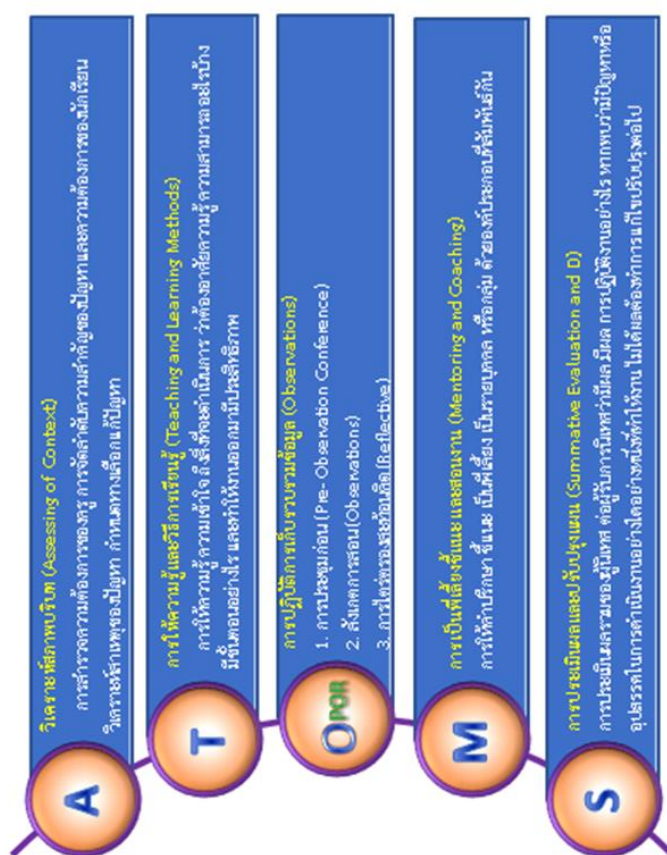 A
วิเคราะห์สภาพบริบท (Assessing of Context)
การสำรวจความต้องการของครู การจัดลำดับความสำคัญของปัญหาและความต้องการของนักเรียน
วิเคราะห์สาเหตุของปัญหา กำหนดทางเลือกแก้ปัญหา
T
การให้ความรู้และวิธีการเรียนรู้ (Teaching and Learning Methods)
การให้ความรู้ ความเข้าใจ ถึงสิ่งที่จะดำเนินการ ว่าต้องอาศัยความรู้ ความสามารถอะไรบ้าง
มีขั้นตอนอย่างไร และทำให้งานออกมามีประสิทธิภาพ
OPOR
การปฏิบัติการเก็บรวบรวมข้อมูล (Observations)
1. การประชุมก่อน (Pre- Observation Conference)
2. สังเกตการสอน(Observations)
3. การไตร่ตรองสะท้อนคิด(Reflective)
M
การเป็นพี่เลี้ยงชี้แนะและสอนงาน (Mentoring and Coaching)
การให้คำปรึกษา ชี้แนะ เป็นพี่เลี้ยง เป็นรายบุคคล หรือกลุ่ม ด้วยองค์ประกอบที่สัมพันธ์กัน
S
การประเมินผลและปรับปรุงแผน (Summative Evaluation and D)
การประเมินผลรวมของผู้นิเทศ ต่อผู้รับการนิเทศว่ามีผล มีผล การปฏิบัติงานอย่างไร หากพบว่ามีปัญหาหรือ
อุปสรรคในการดำเนินงานอย่างใดอย่างหนึ่งที่ทำให้งาน ไม่ได้ผลต้องทำการแก้ไขปรับปรุงต่อไป